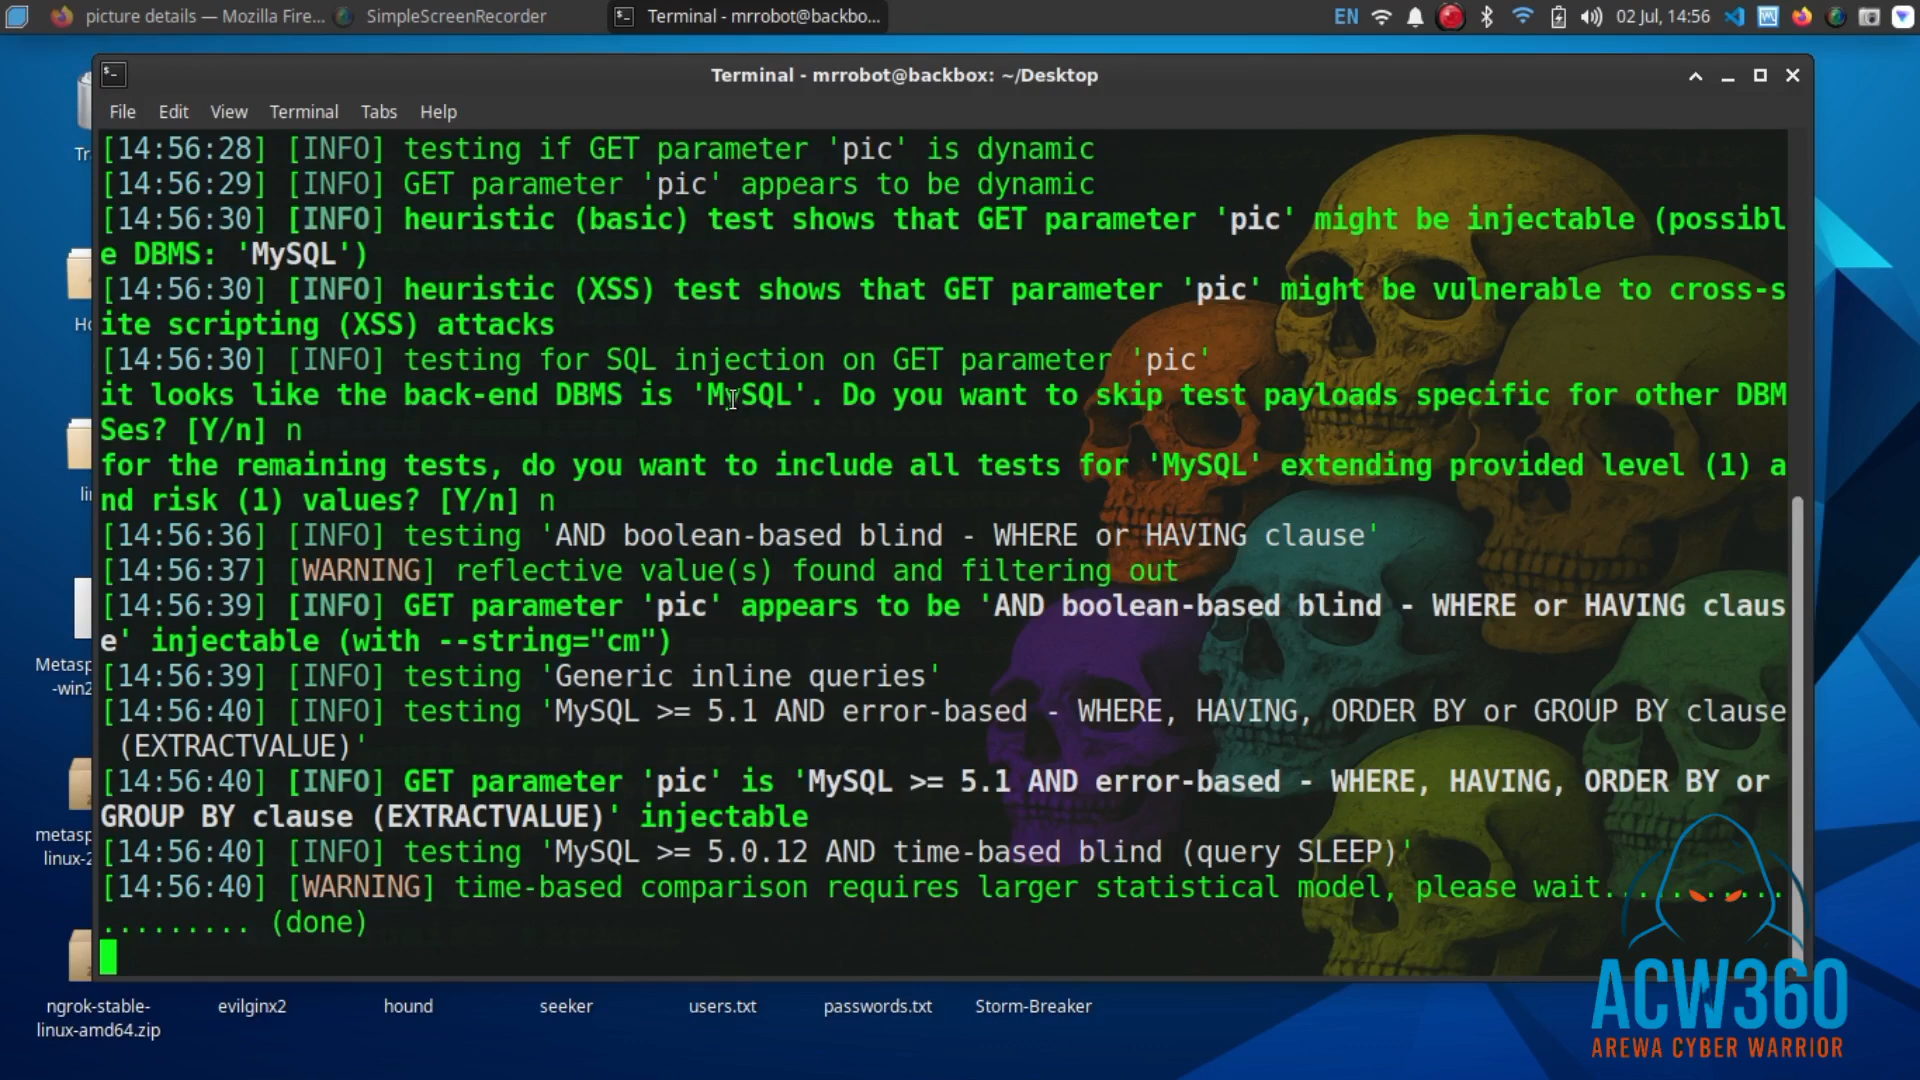 picture details — Mozilla Fire...
SimpleScreenRecorder
Terminal - mrrobot@backbo...
EN
02 Jul, 14:56
Terminal - mrrobot@backbox: ~/Desktop
File Edit View Terminal Tabs Help
[14:56:28] [INFO] testing if GET parameter 'pic' is dynamic
[14:56:29] [INFO] GET parameter 'pic' appears to be dynamic
[14:56:30] [INFO] heuristic (basic) test shows that GET parameter 'pic' might be injectable (possibl
e DBMS: 'MySQL')
[14:56:30] [INFO] heuristic (XSS) test shows that GET parameter 'pic' might be vulnerable to cross-s
ite scripting (XSS) attacks
[14:56:30] [INFO] testing for SQL injection on GET parameter 'pic'
it looks like the back-end DBMS is 'MySQL'. Do you want to skip test payloads specific for other DBM
Ses? [Y/n] n
for the remaining tests, do you want to include all tests for 'MySQL' extending provided level (1) a
nd risk (1) values? [Y/n] n
[14:56:36] [INFO] testing 'AND boolean-based blind - WHERE or HAVING clause'
[14:56:37] [WARNING] reflective value(s) found and filtering out
[14:56:39] [INFO] GET parameter 'pic' appears to be 'AND boolean-based blind - WHERE or HAVING claus
e' injectable (with --string="cm")
[14:56:39] [INFO] testing 'Generic inline queries'
[14:56:40] [INFO] testing 'MySQL >= 5.1 AND error-based - WHERE, HAVING, ORDER BY or GROUP BY clause
(EXTRACTVALUE)'
[14:56:40] [INFO] GET parameter 'pic' is 'MySQL >= 5.1 AND error-based - WHERE, HAVING, ORDER BY or
GROUP BY clause (EXTRACTVALUE)' injectable
[14:56:40] [INFO] testing 'MySQL >= 5.0.12 AND time-based blind (query SLEEP)'
[14:56:40] [WARNING] time-based comparison requires larger statistical model, please wait...........
......... (done)
Tr
Ho
lin
Metasp
-win2
metasp
linux-2
ngrok-stable-
linux-amd64.zip
evilginx2
hound
seeker
users.txt
passwords.txt
Storm-Breaker
ACW360
AREWA CYBER WARRIOR